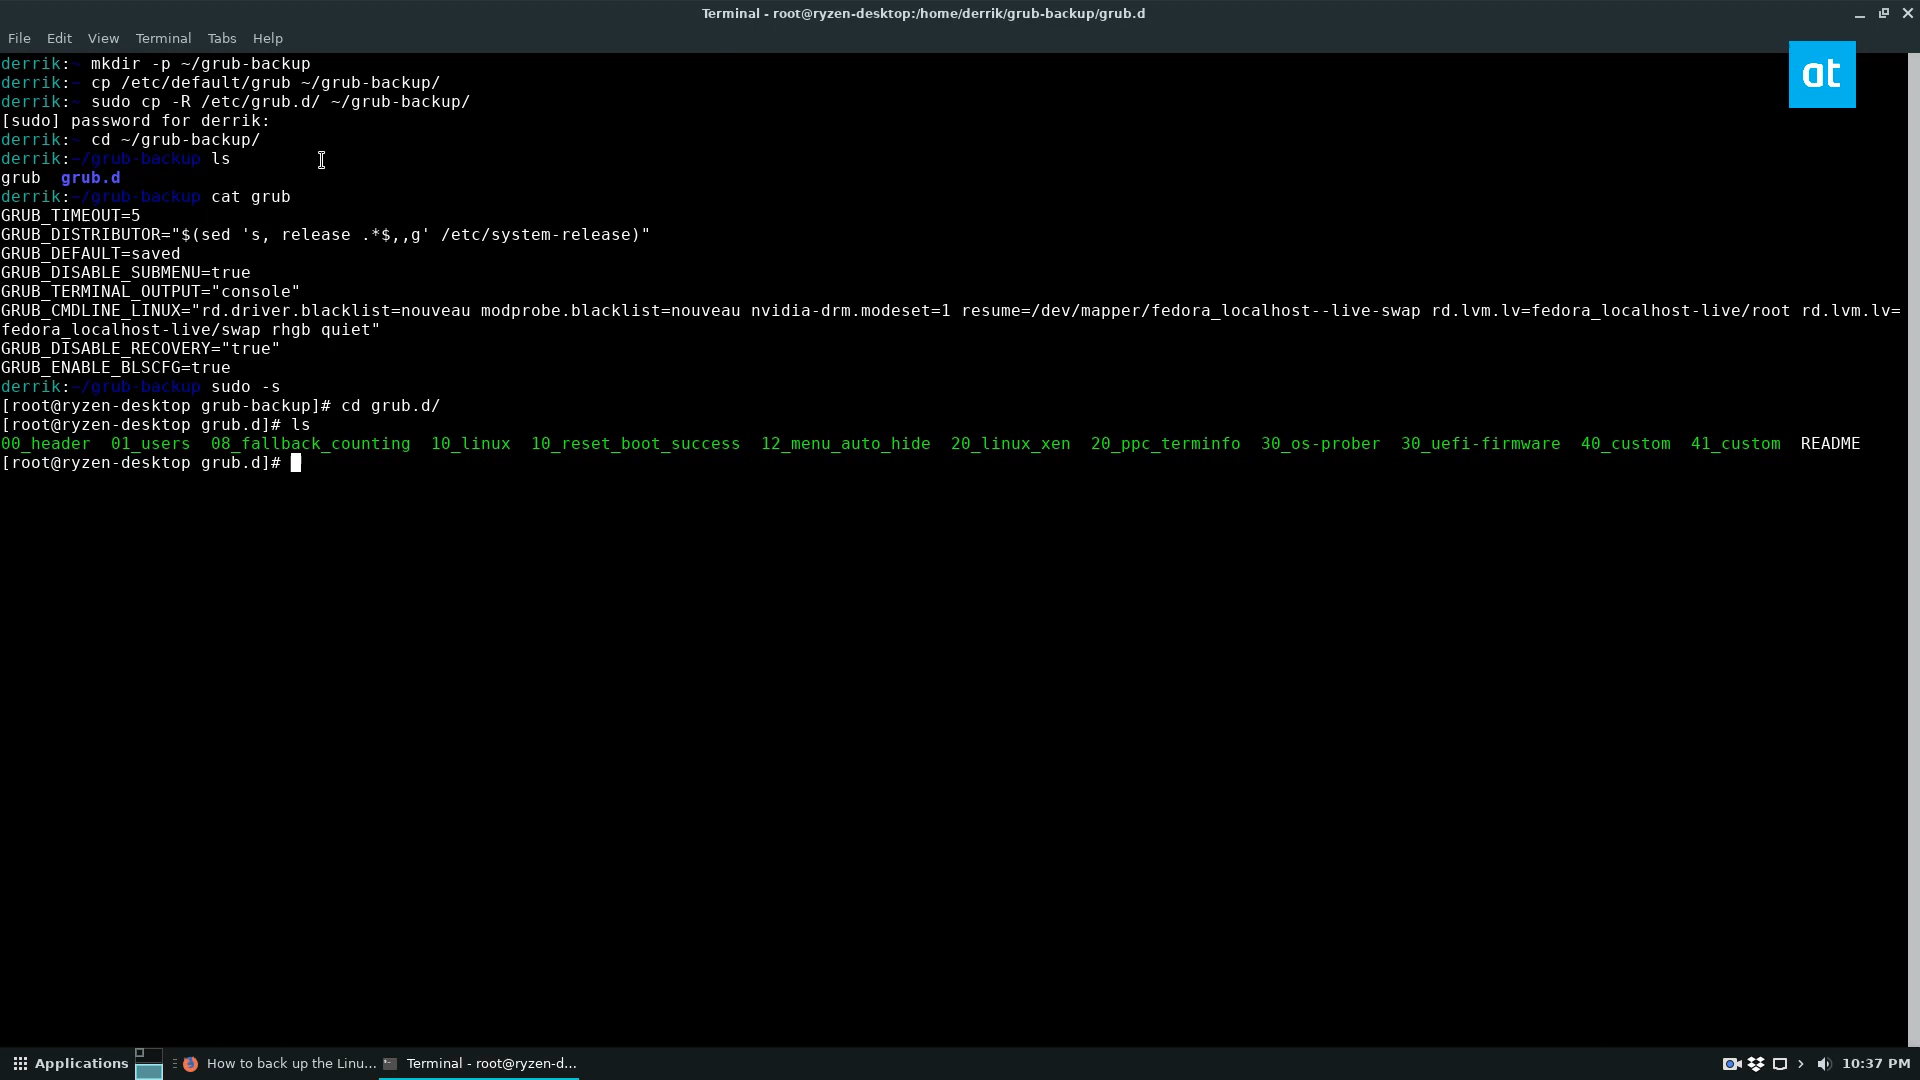 Terminal - root@ryzen-desktop:/home/derrik/grub-backup/grub.d
File Edit View Terminal Tabs Help
at
derrik:~ mkdir -p ~/grub-backup
derrik:~ cp /etc/default/grub ~/grub-backup/
derrik:~ sudo cp -R /etc/grub.d/ ~/grub-backup/
[sudo] password for derrik:
derrik:~ cd ~/grub-backup/
derrik:~/grub-backup ls
grub  grub.d
derrik:~/grub-backup cat grub
GRUB_TIMEOUT=5
GRUB_DISTRIBUTOR="$(sed 's, release .*$,,g' /etc/system-release)"
GRUB_DEFAULT=saved
GRUB_DISABLE_SUBMENU=true
GRUB_TERMINAL_OUTPUT="console"
GRUB_CMDLINE_LINUX="rd.driver.blacklist=nouveau modprobe.blacklist=nouveau nvidia-drm.modeset=1 resume=/dev/mapper/fedora_localhost--live-swap rd.lvm.lv=fedora_localhost-live/root rd.lvm.lv=
fedora_localhost-live/swap rhgb quiet"
GRUB_DISABLE_RECOVERY="true"
GRUB_ENABLE_BLSCFG=true
derrik:~/grub-backup sudo -s
[root@ryzen-desktop grub-backup]# cd grub.d/
[root@ryzen-desktop grub.d]# ls
00_header  01_users  08_fallback_counting  10_linux  10_reset_boot_success  12_menu_auto_hide  20_linux_xen  20_ppc_terminfo  30_os-prober  30_uefi-firmware  40_custom  41_custom  README
[root@ryzen-desktop grub.d]#
Applications How to back up the Linu... Terminal - root@ryzen-d... 10:37 PM